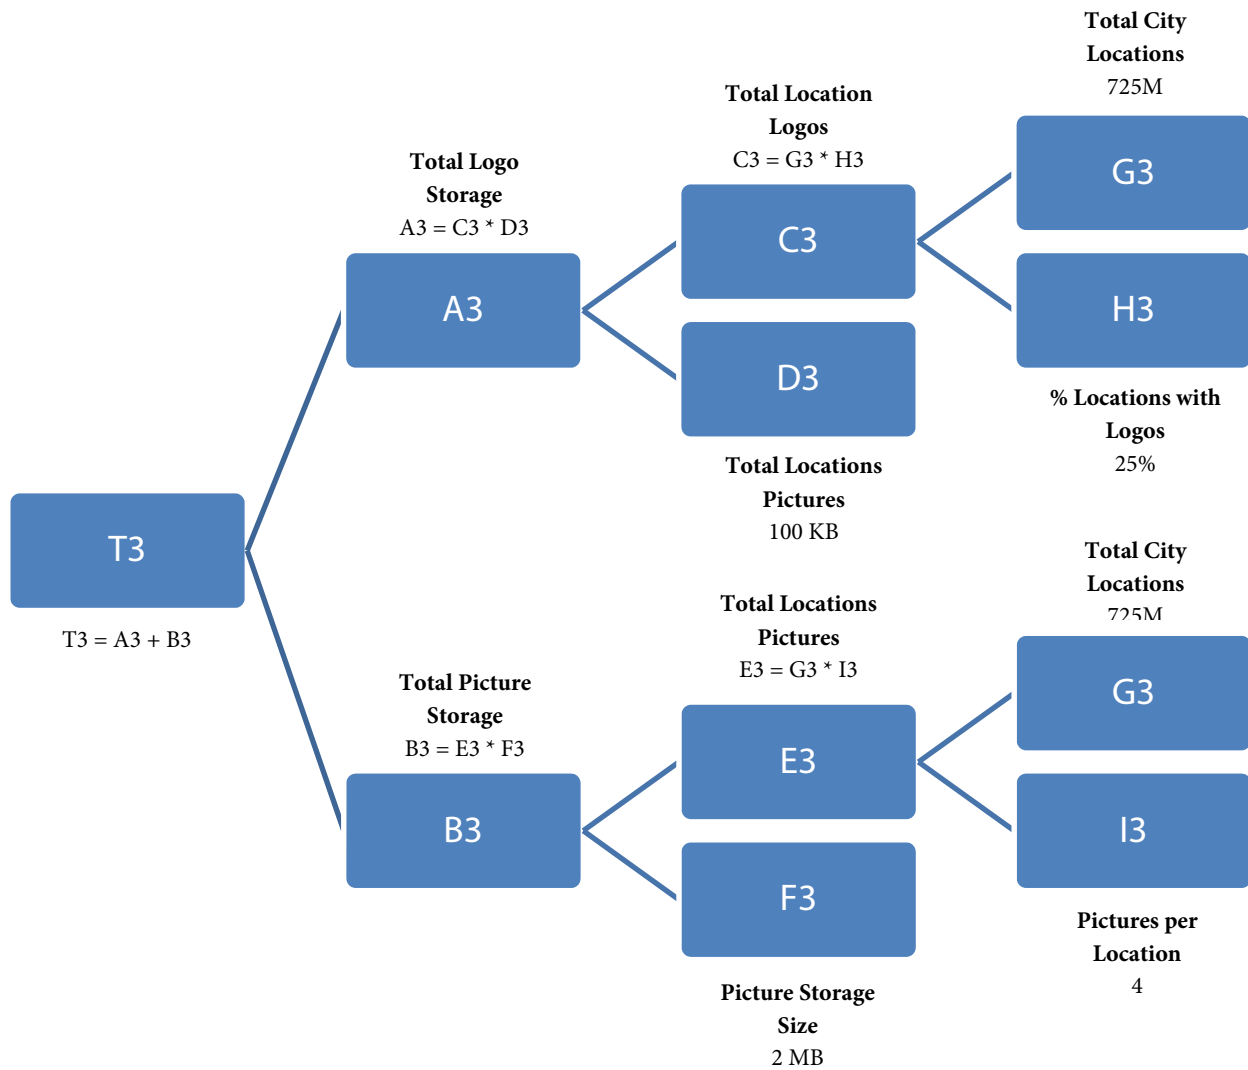 Total City
Locations
725M
G3
Total Location
Logos
C3 = G3 * H3
C3
H3
% Locations with
Logos
25%
Total Logo
Storage
A3 = C3 * D3
A3
D3
Total Locations
Pictures
100 KB
T3
T3 = A3 + B3
Total City
Locations
725M
G3
Total Locations
Pictures
E3 = G3 * I3
E3
I3
Pictures per
Location
4
Total Picture
Storage
B3 = E3 * F3
B3
F3
Picture Storage
Size
2 MB